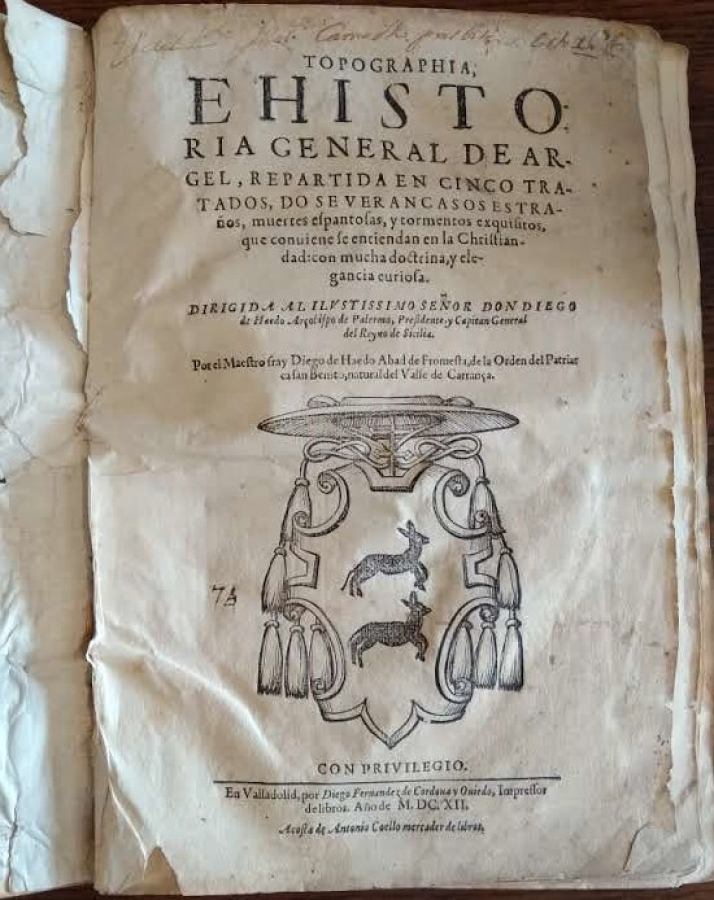 TOPOGRAPHIA,
E HISTO
RIA GENERAL DE AR-
GEL, REPARTIDA EN CINCO TRA-
TADOS, DO SE VERAN CASOS ESTRA-
ños, muertes eſpantoſas, y tormentos exquiſitos,
que conuiene ſe entiendan en la Chriſtian-
dad: con mucha doctrina, y ele-
gancia curioſa.
DIRIGIDA AL ILVSTISSIMO SEÑOR DON DIEGO
de Haedo Arçobiſpo de Palermo, Preſidente, y Capitan General
del Reyno de Sicilia.
Por el Maeſtro fray Diego de Haedo Abad de Fromeſta, de la Orden del Patriar
ca ſan Benito, natural del Valle de Carrança.
CON PRIVILEGIO.
En Valladolid, por Diego Fernandez de Cordoua y Ouiedo, Impreſſor
de libros. Año de M. DC. XII.
Acoſta de Antonio Coello mercader de libros.